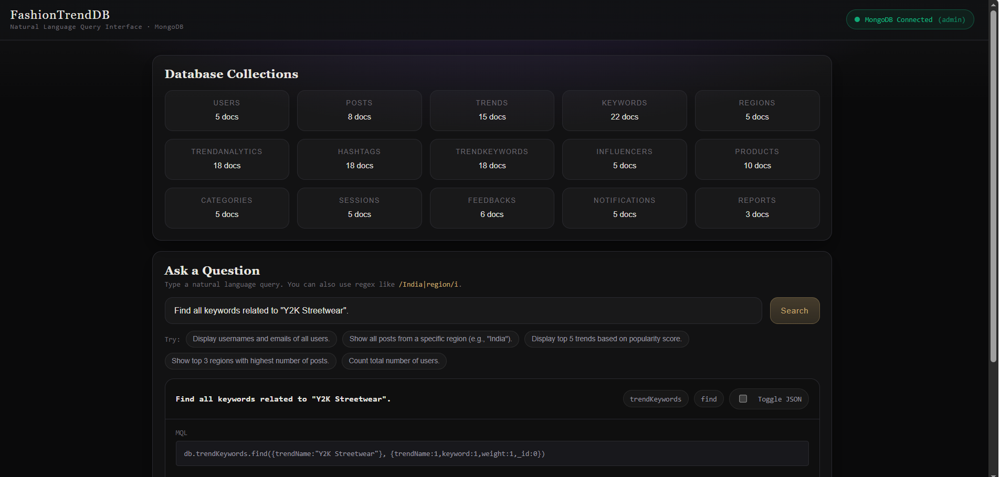 FashionTrendDB
Natural Language Query Interface · MongoDB
MongoDB Connected (admin)
Database Collections
USERS
5 docs
POSTS
8 docs
TRENDS
15 docs
KEYWORDS
22 docs
REGIONS
5 docs
TRENDANALYTICS
18 docs
HASHTAGS
18 docs
TRENDKEYWORDS
18 docs
INFLUENCERS
5 docs
PRODUCTS
10 docs
CATEGORIES
5 docs
SESSIONS
5 docs
FEEDBACKS
6 docs
NOTIFICATIONS
5 docs
REPORTS
3 docs
Ask a Question
Type a natural language query. You can also use regex like /India|region/i.
Find all keywords related to "Y2K Streetwear".
Search
Try:
Display usernames and emails of all users.
Show all posts from a specific region (e.g., "India").
Display top 5 trends based on popularity score.
Show top 3 regions with highest number of posts.
Count total number of users.
Find all keywords related to "Y2K Streetwear".
trendKeywords
find
Toggle JSON
MQL
db.trendKeywords.find({trendName:"Y2K Streetwear"}, {trendName:1,keyword:1,weight:1,_id:0})